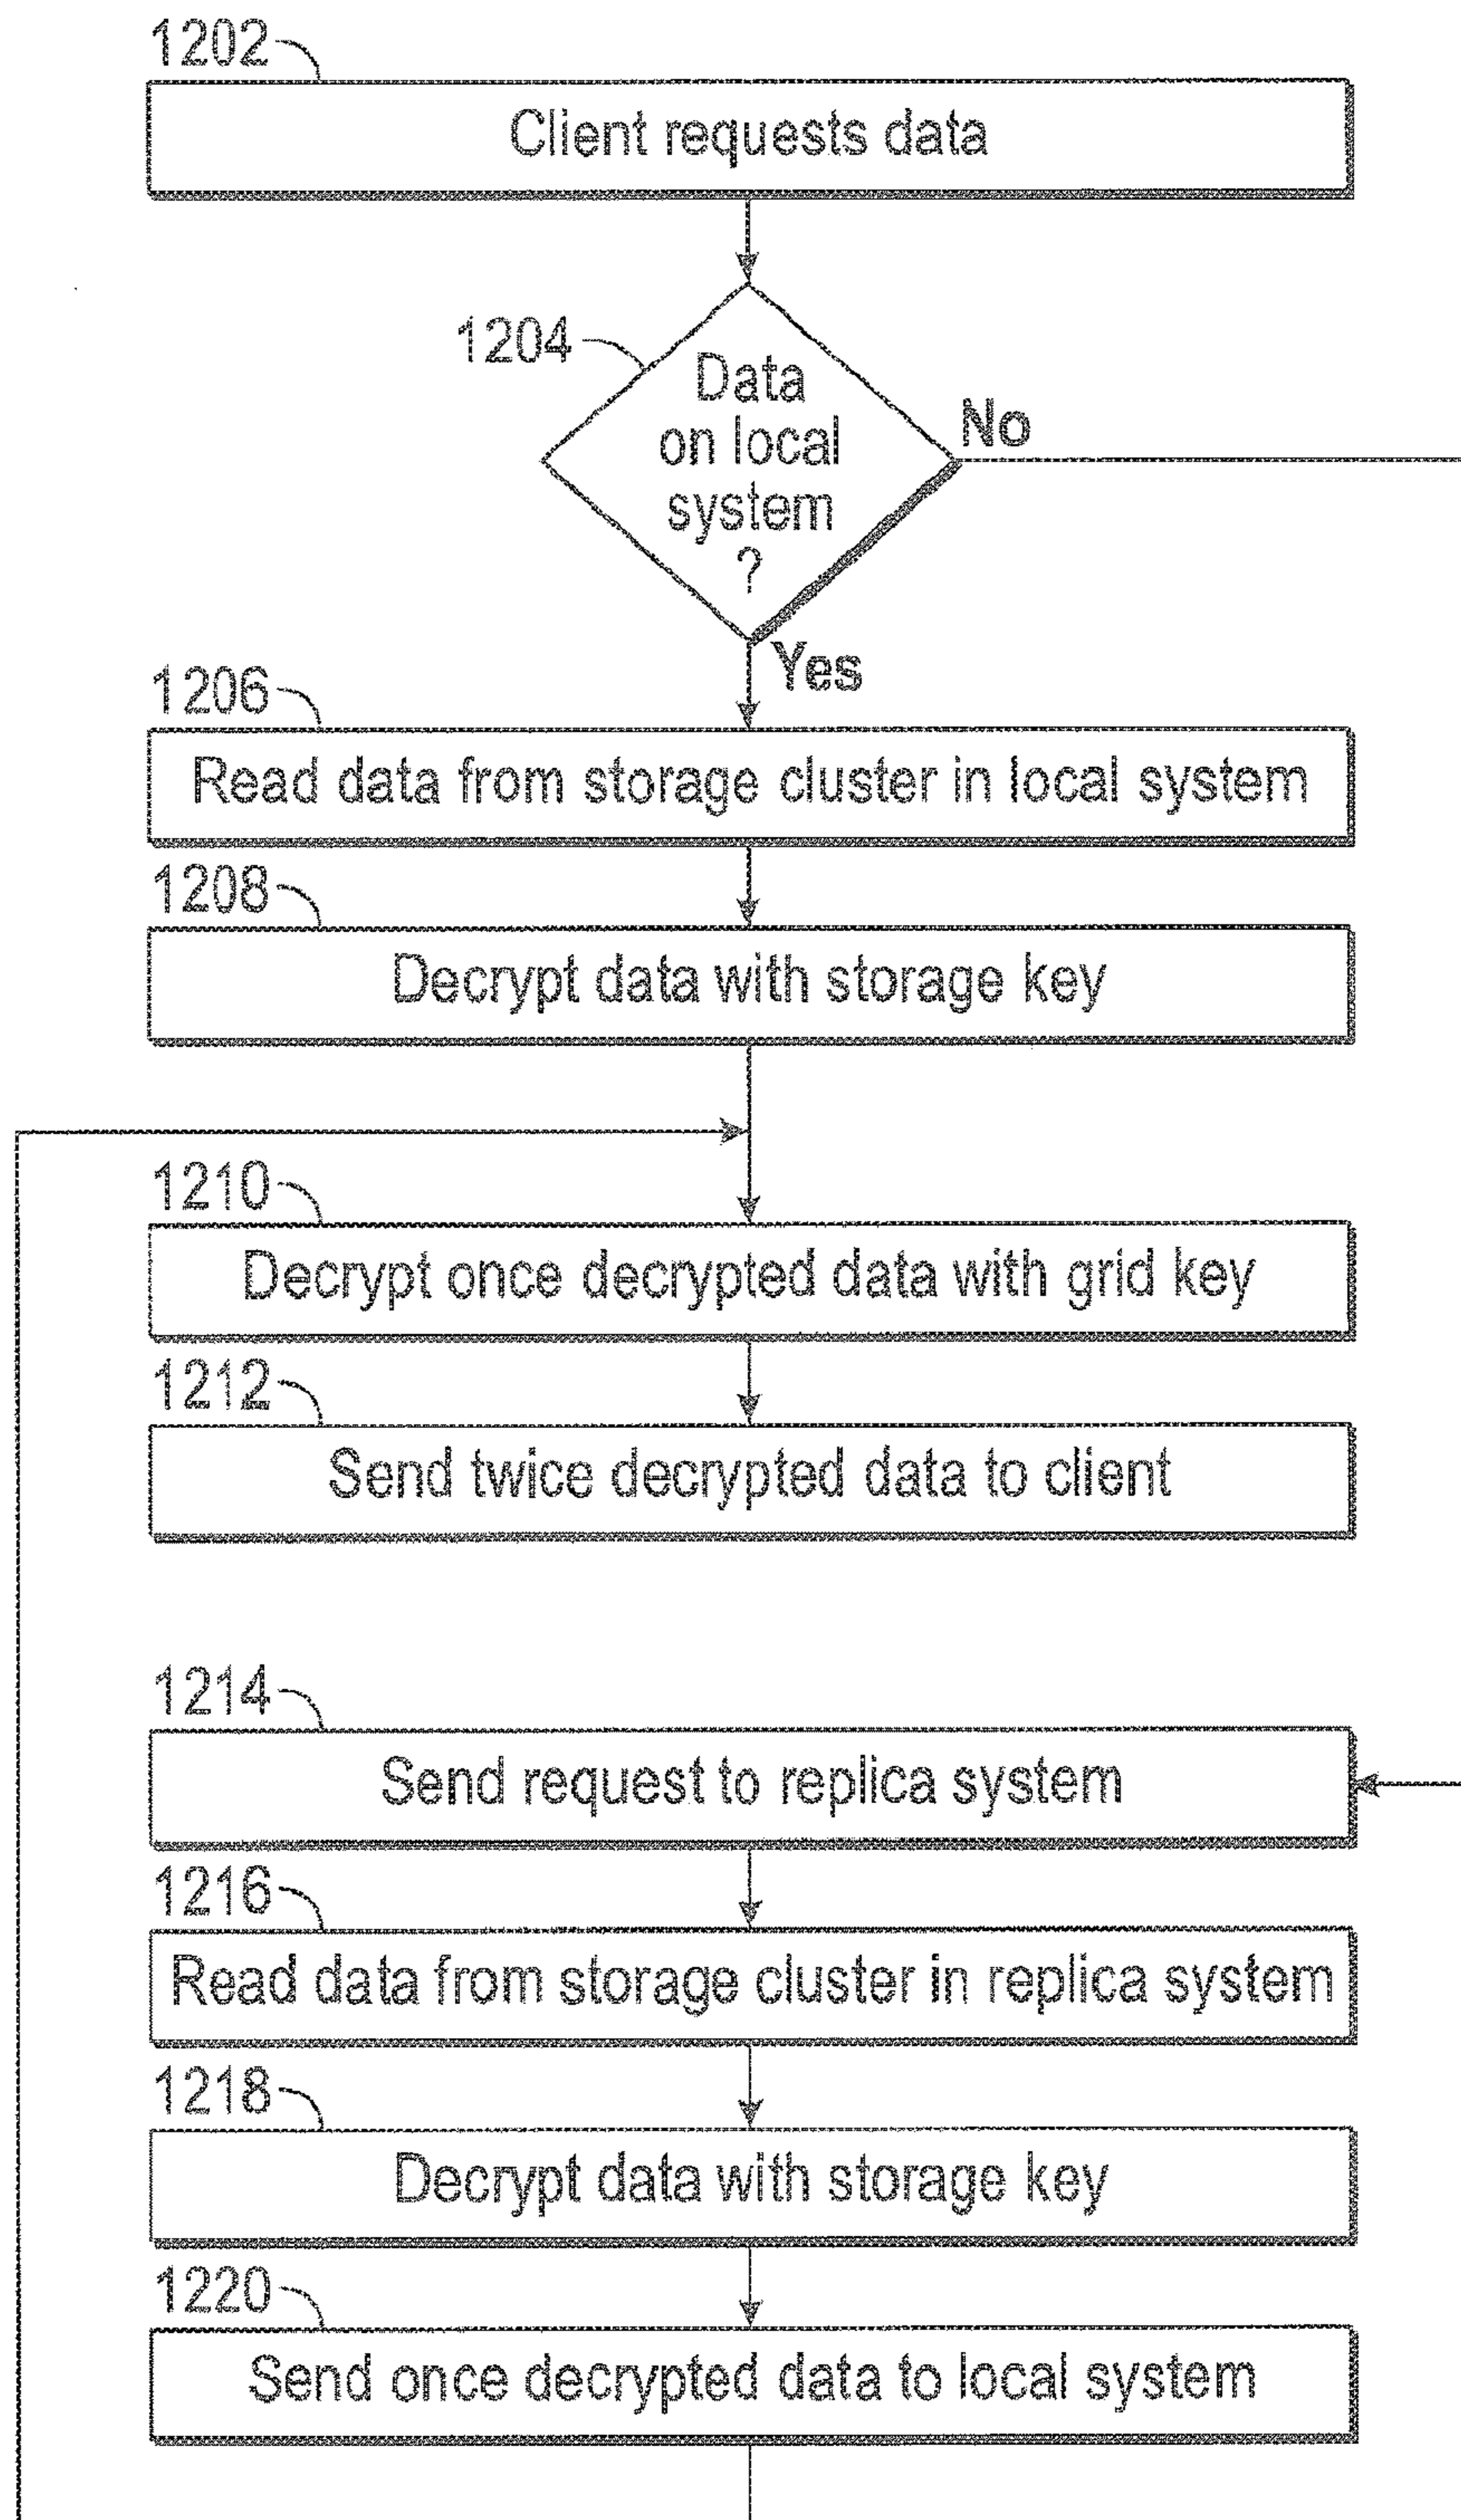 1202
Client requests data
1204
Data
on local
system
?
No
Yes
1206
Read data from storage cluster in local system
1208
Decrypt data with storage key
1210
Decrypt once decrypted data with grid key
1212
Send twice decrypted data to client
1214
Send request to replica system
1216
Read data from storage cluster in replica system
1218
Decrypt data with storage key
1220
Send once decrypted data to local system